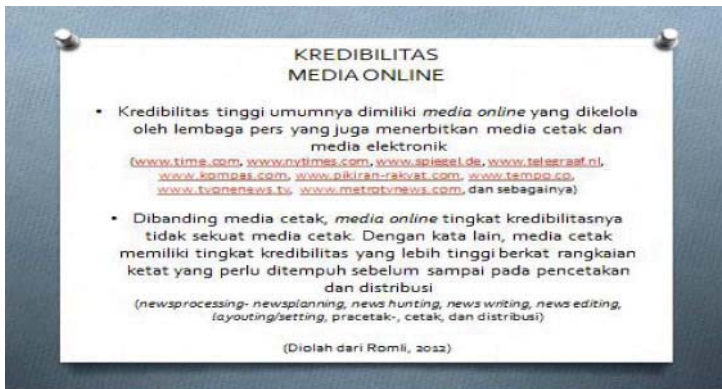 KREDIBILITAS
MEDIA ONLINE
• Kredibilitas tinggi umumnya dimiliki media online yang dikelola
oleh lembaga pers yang juga menerbitkan media cetak dan
media elektronik
(www.time.com, www.nytimes.com, www.spiegel.de, www.telegraaf.nl,
www.kompas.com, www.pikiran-rakyat.com, www.tempo.co,
www.tvonenews.tv, www.metrotvnews.com, dan sebagainya)
• Dibanding media cetak, media online tingkat kredibilitasnya
tidak sekuat media cetak. Dengan kata lain, media cetak
memiliki tingkat kredibilitas yang lebih tinggi berkat rangkaian
ketat yang perlu ditempuh sebelum sampai pada pencetakan
dan distribusi
(newsprocessing- newsplanning, news hunting, news writing, news editing,
layouting/setting, pracetak-, cetak, dan distribusi)
(Diolah dari Romli, 2012)